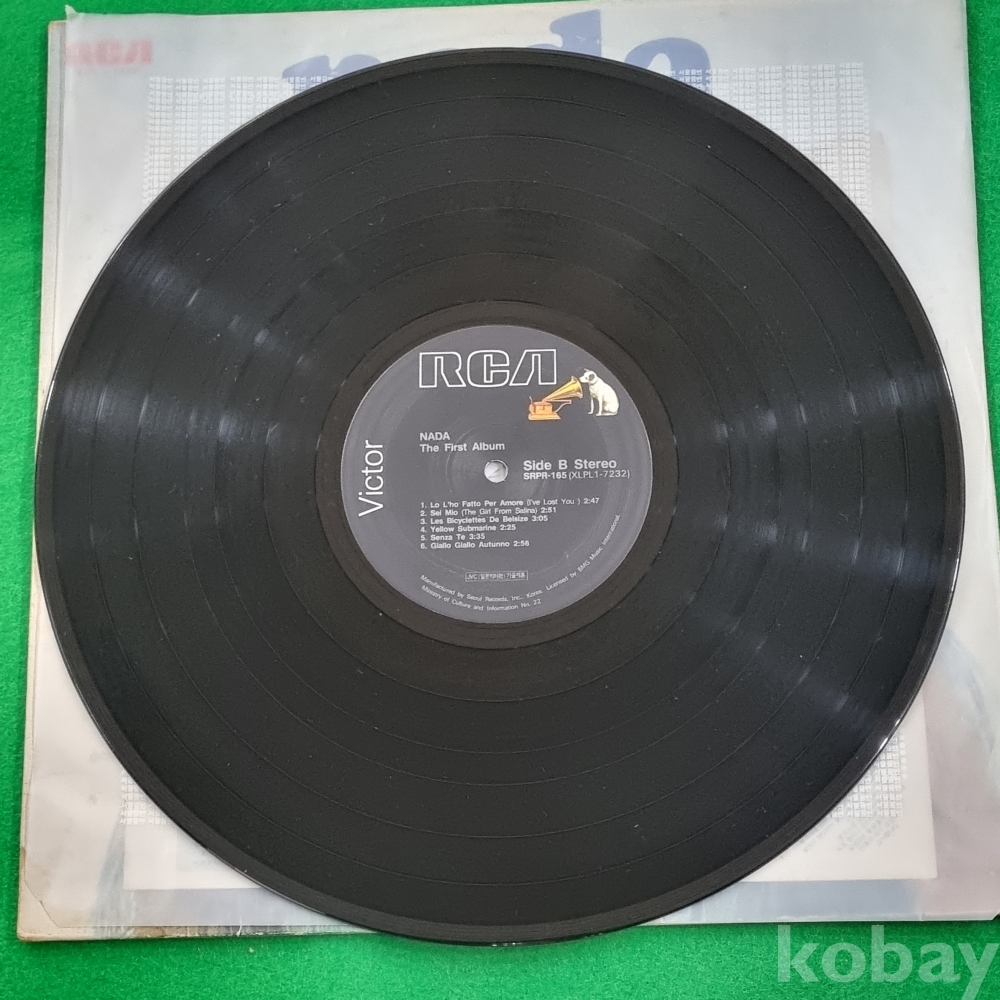 RCA
nada
RCA
Victor
NADA
The First Album
Side B Stereo
SRPR-165 (XLPL1-7232)
1. Lo L'ho Fatto Per Amore (I've Lost You ) 2:47
2. Sei Mio (The Girl From Salina) 2:51
3. Les Bicyclettes De Belsize 3:05
4. Yellow Submarine 2:25
5. Senza Te 3:35
6. Giallo Giallo Autunno 2:56
Manufactured by Seoul Records, Inc., Korea. Licensed by BMG Music International.
Ministry of Culture and Information No. 22
kobay